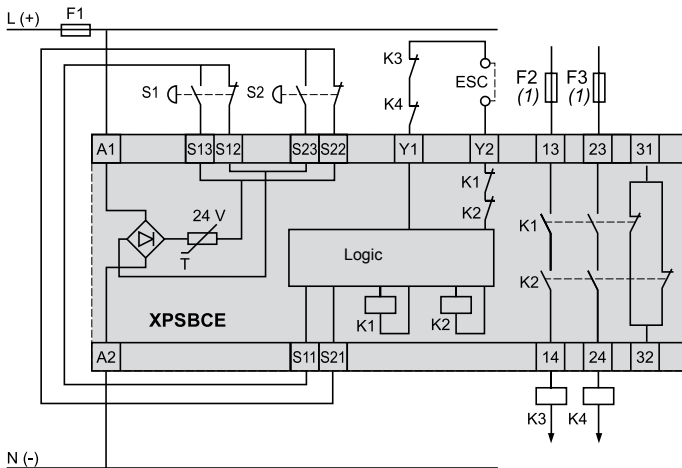 L (+)
F1
S1
S2
K3
K4
ESC
F2
(1)
F3
(1)
A1
S13
S12
S23
S22
Y1
Y2
13
23
31
K1
K2
24 V
T
K1
K2
Logic
K1
K2
XPSBCE
A2
S11
S21
14
24
32
K3
K4
N (-)